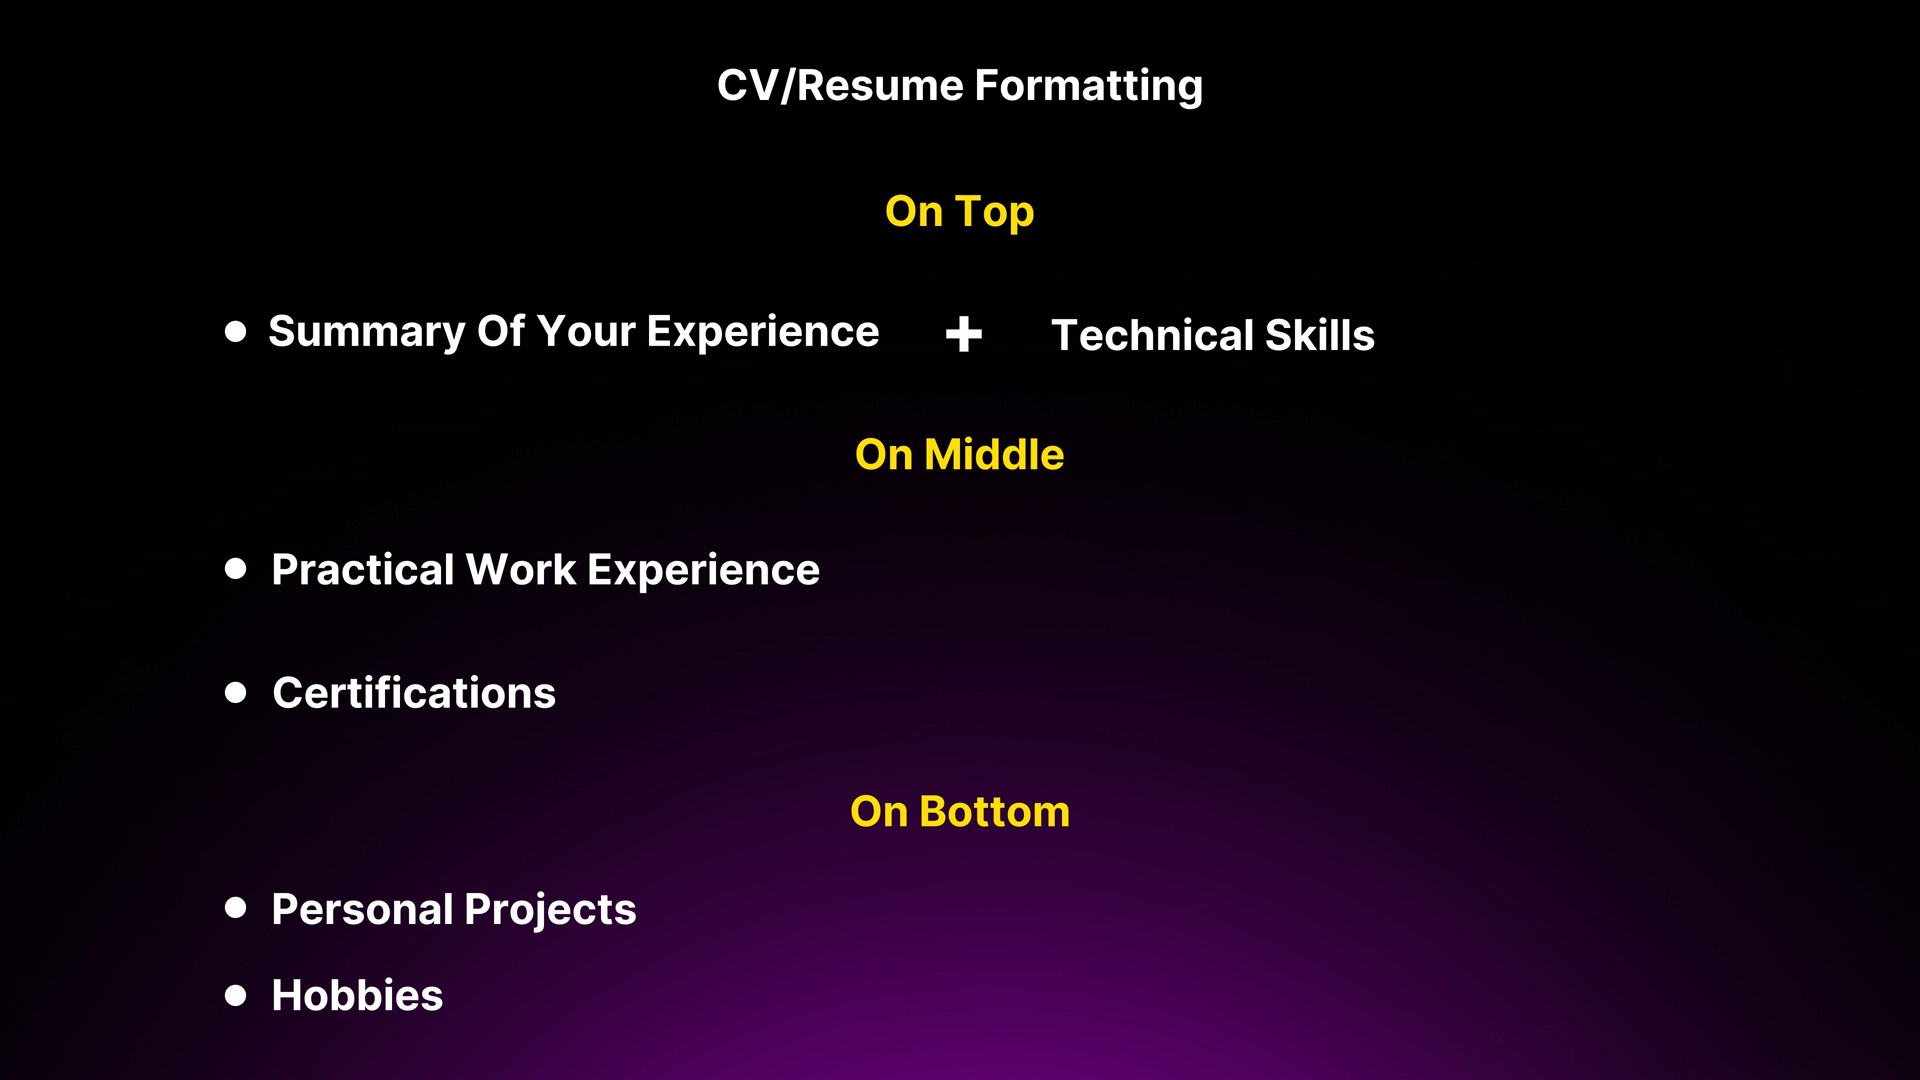 CV/Resume Formatting
On Top
● Summary Of Your Experience + Technical Skills
On Middle
● Practical Work Experience
● Certifications
On Bottom
● Personal Projects
● Hobbies